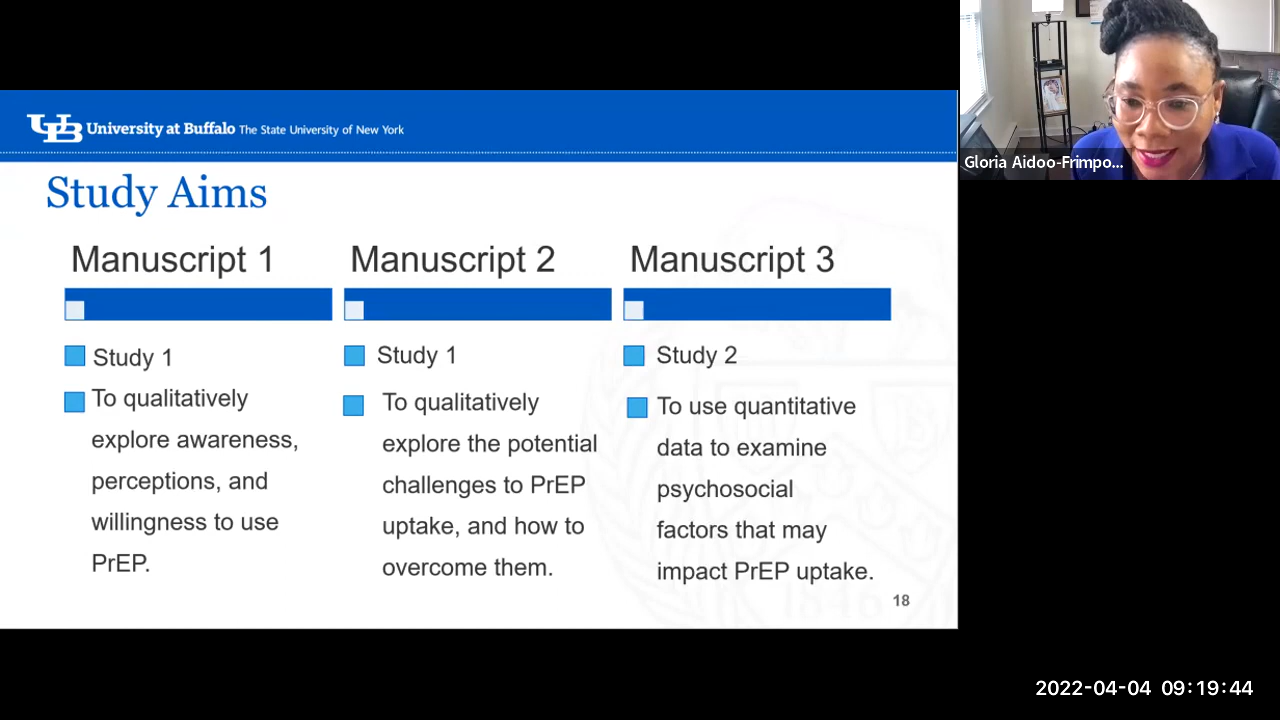 UB University at Buffalo The State University of New York
Gloria Aidoo-Frimpo...
Study Aims
Manuscript 1
Study 1
To qualitatively
explore awareness,
perceptions, and
willingness to use
PrEP.
Manuscript 2
Study 1
To qualitatively
explore the potential
challenges to PrEP
uptake, and how to
overcome them.
Manuscript 3
Study 2
To use quantitative
data to examine
psychosocial
factors that may
impact PrEP uptake.
18
1846
2022-04-04 09:19:44